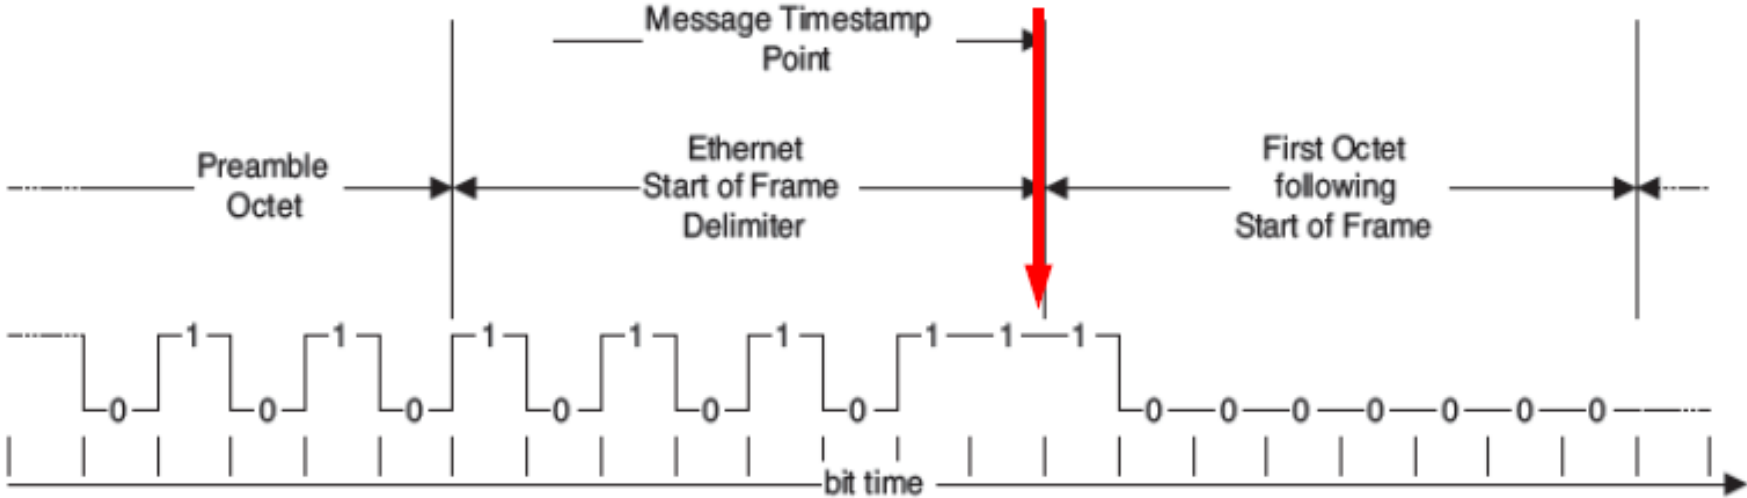 Message Timestamp
Point
Preamble
Octet
Ethernet
Start of Frame
Delimiter
First Octet
following
Start of Frame
1 1 1 1 1 1 1 1
0 0 0 0 0 0 0 0 0 0 0 0 0
bit time